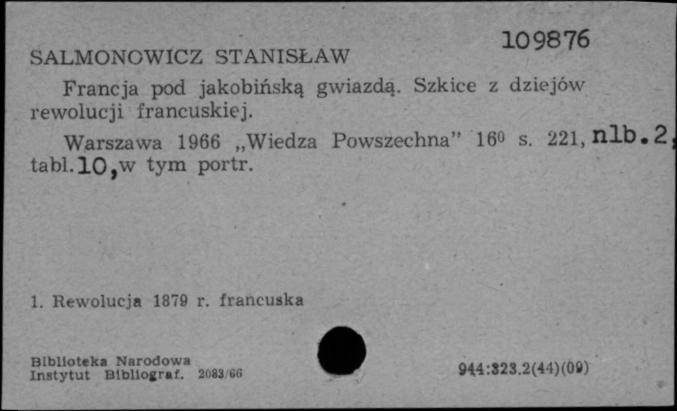 109876
SALMONOWICZ STANISŁAW
Francja pod jakobińską gwiazdą. Szkice z dziejów
rewolucji francuskiej.
Warszawa 1966 „Wiedza Powszechna” 16⁰ s. 221, nlb.2,
tabl.10,w tym portr.
1. Rewolucja 1879 r. francuska
Biblioteka Narodowa
Instytut Bibliograf. 2083/66
944:323.2(44)(09)